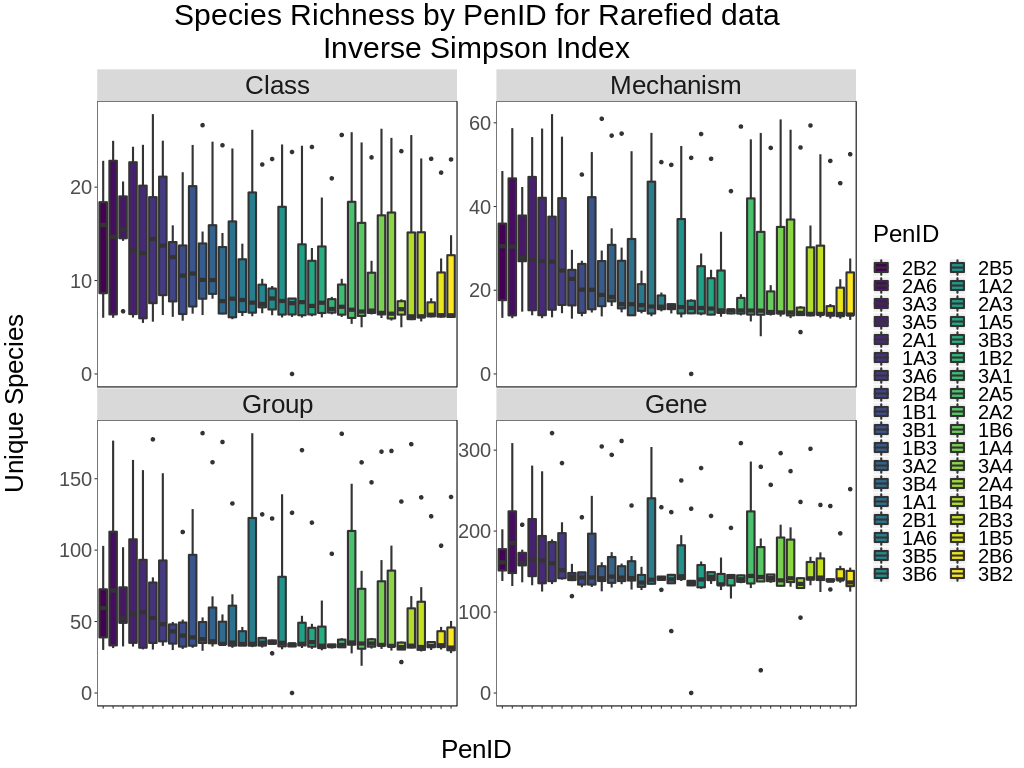 Species Richness by PenID for Rarefied data
Inverse Simpson Index
Class
Mechanism
20
10
0
60
40
20
0
Group
Gene
150
100
50
0
300
200
100
0
Unique Species
PenID
PenID
2B2 2B5
2A6 1A2
3A3 2A3
3A5 1A5
2A1 3B3
1A3 1B2
3A6 3A1
2B4 2A5
1B1 2A2
3B1 1B6
1B3 1A4
3A2 3A4
3B4 2A4
1A1 1B4
2B1 2B3
1A6 1B5
3B5 2B6
3B6 3B2